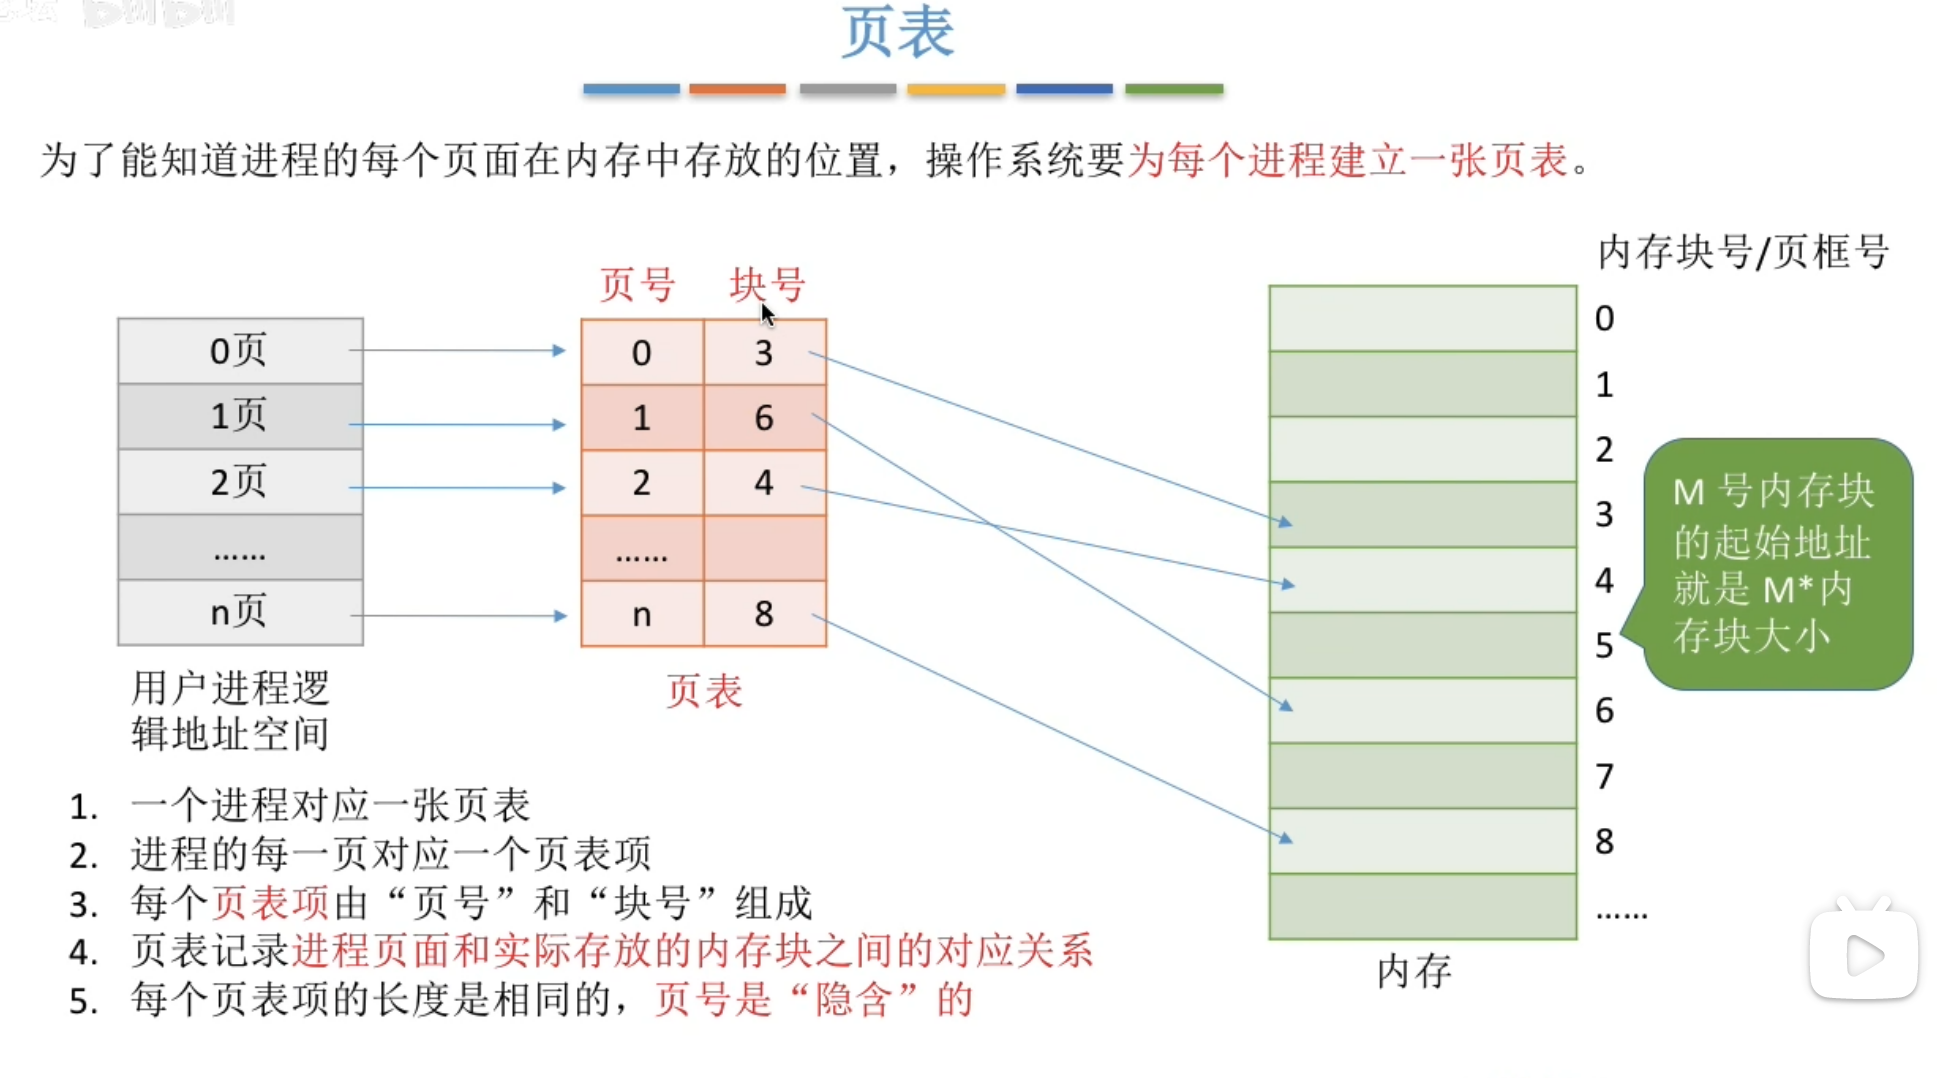 页表
为了能知道进程的每个页面在内存中存放的位置，操作系统要为每个进程建立一张页表。
内存块号/页框号
页号 块号
0页
1页
2页
……
n页
用户进程逻
辑地址空间
0 3
1 6
2 4
……
n 8
页表
0
1
2
3
4
5
6
7
8
……
内存
M 号内存块
的起始地址
就是 M*内
存块大小
1. 一个进程对应一张页表
2. 进程的每一页对应一个页表项
3. 每个页表项由“页号”和“块号”组成
4. 页表记录进程页面和实际存放的内存块之间的对应关系
5. 每个页表项的长度是相同的，页号是“隐含”的